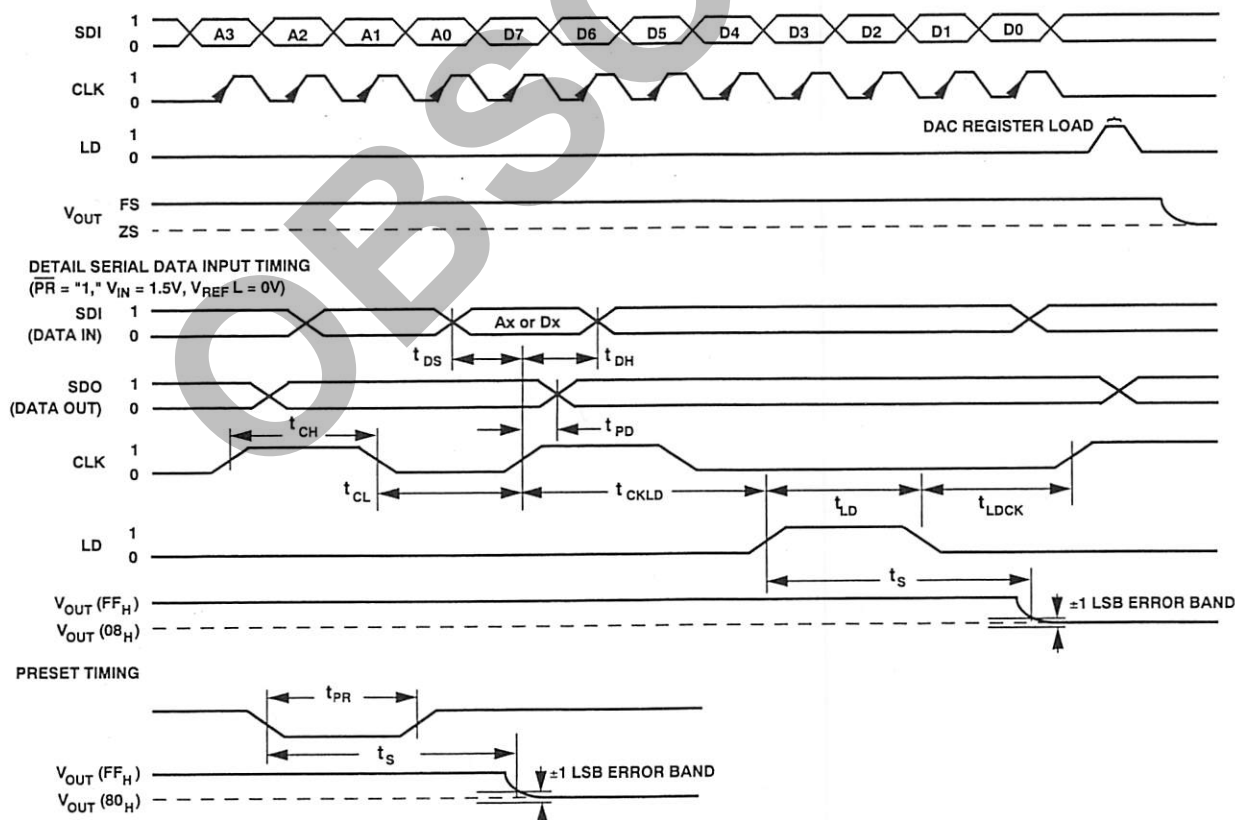 SDI 1 0 A3 A2 A1 A0 D7 D6 D5 D4 D3 D2 D1 D0
CLK 1 0
LD 1 0 DAC REGISTER LOAD
VOUT FS ZS
DETAIL SERIAL DATA INPUT TIMING
(PR = "1," VIN = 1.5V, VREF L = 0V)
SDI (DATA IN) 1 0 Ax or Dx
tDS tDH
SDO (DATA OUT) 1 0
tCH tPD
CLK 1 0
tCL tCKLD tLD tLDCK
LD 1 0
tS
VOUT (FFH) ±1 LSB ERROR BAND
VOUT (08H)
PRESET TIMING
tPR
tS
VOUT (FFH) ±1 LSB ERROR BAND
VOUT (80H)